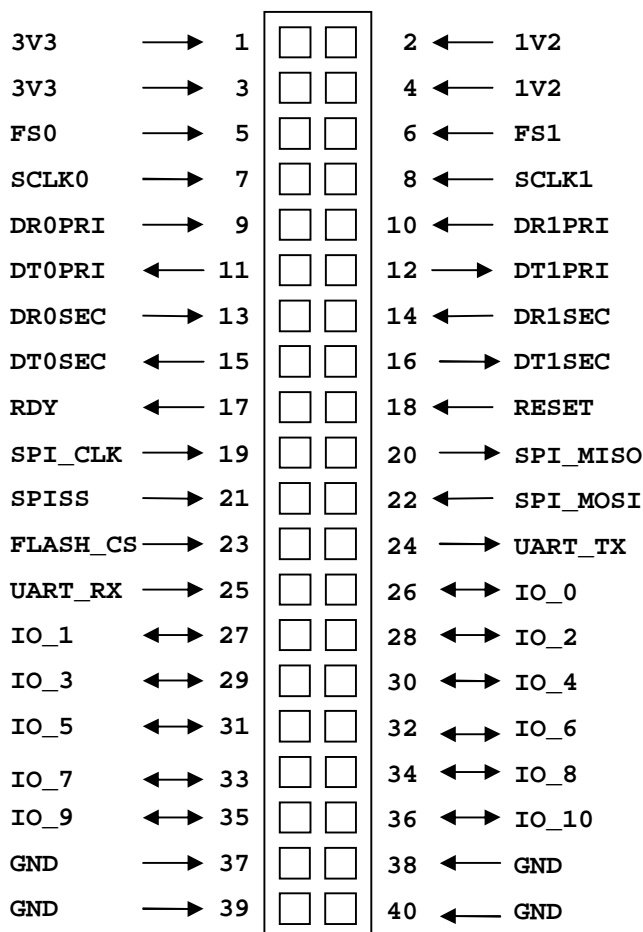 3V3 1 2 1V2
3V3 3 4 1V2
FS0 5 6 FS1
SCLK0 7 8 SCLK1
DR0PRI 9 10 DR1PRI
DT0PRI 11 12 DT1PRI
DR0SEC 13 14 DR1SEC
DT0SEC 15 16 DT1SEC
RDY 17 18 RESET
SPI_CLK 19 20 SPI_MISO
SPISS 21 22 SPI_MOSI
FLASH_CS 23 24 UART_TX
UART_RX 25 26 IO_0
IO_1 27 28 IO_2
IO_3 29 30 IO_4
IO_5 31 32 IO_6
IO_7 33 34 IO_8
IO_9 35 36 IO_10
GND 37 38 GND
GND 39 40 GND